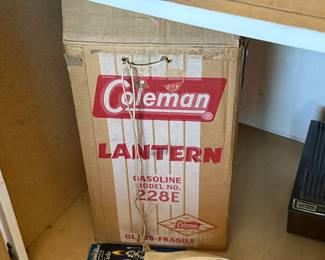 Coleman
®
LANTERN
GASOLINE
MODEL NO.
228E
Coleman
GLASS-FRAGILE